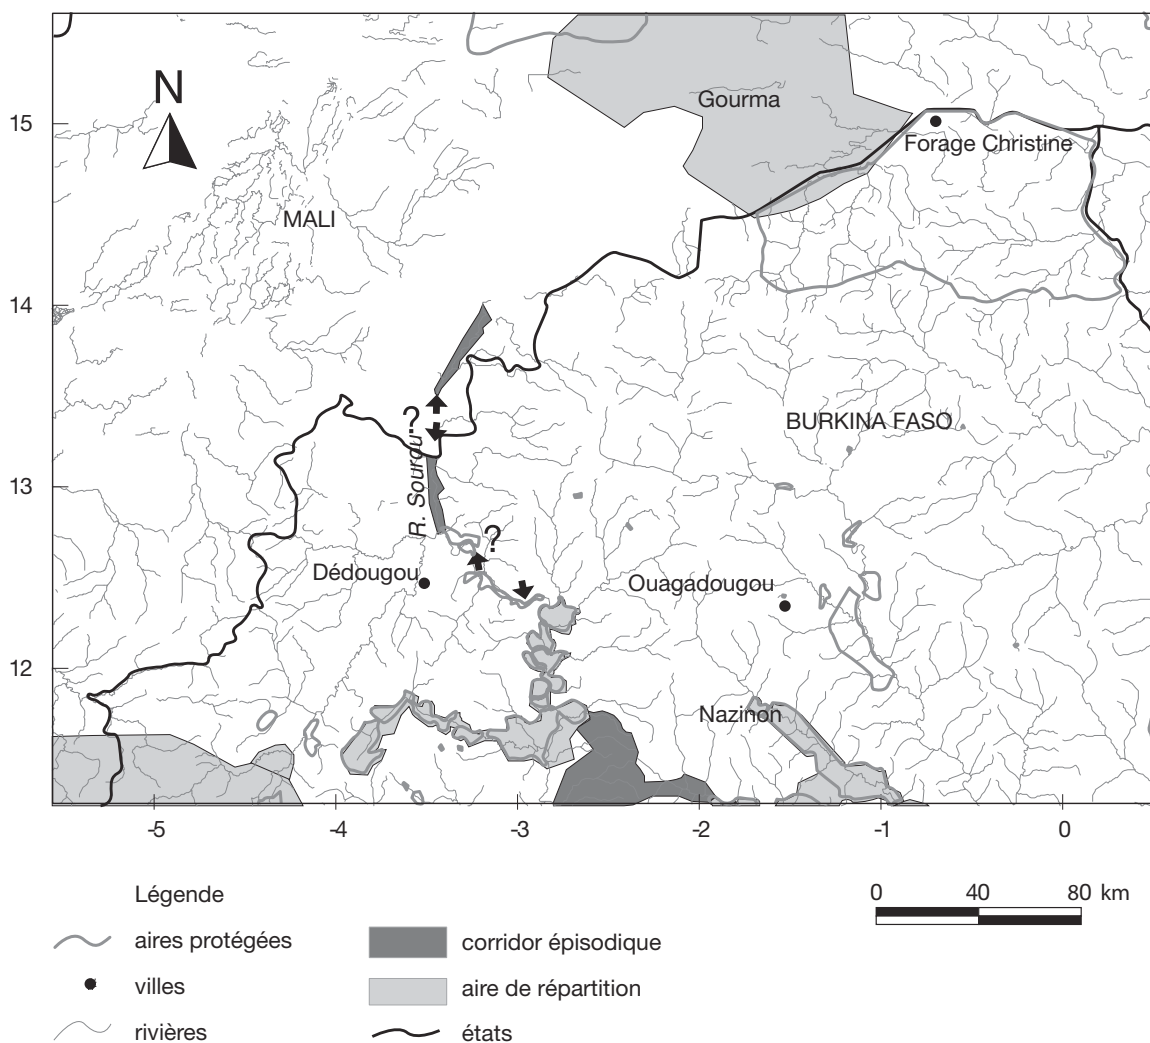 N
Gourma
15
Forage Christine
MALI
14
?
BURKINA FASO
R. Sourou
13
?
Dédougou
Ouagadougou
12
Nazinon
-5
-4
-3
-2
-1
0
Légende
0 40 80 km
aires protégées
corridor épisodique
villes
aire de répartition
rivières
états